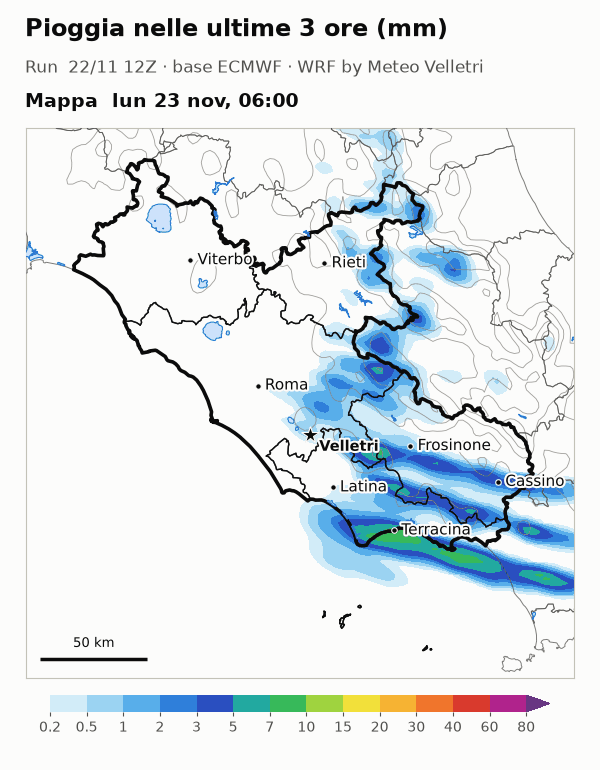 Pioggia nelle ultime 3 ore (mm)
Run  22/11 12Z · base ECMWF · WRF by Meteo Velletri
Mappa  lun 23 nov, 06:00
Viterbo
Rieti
Roma
Velletri
Frosinone
Cassino
Latina
Terracina
50 km
0.2 0.5 1 2 3 5 7 10 15 20 30 40 60 80